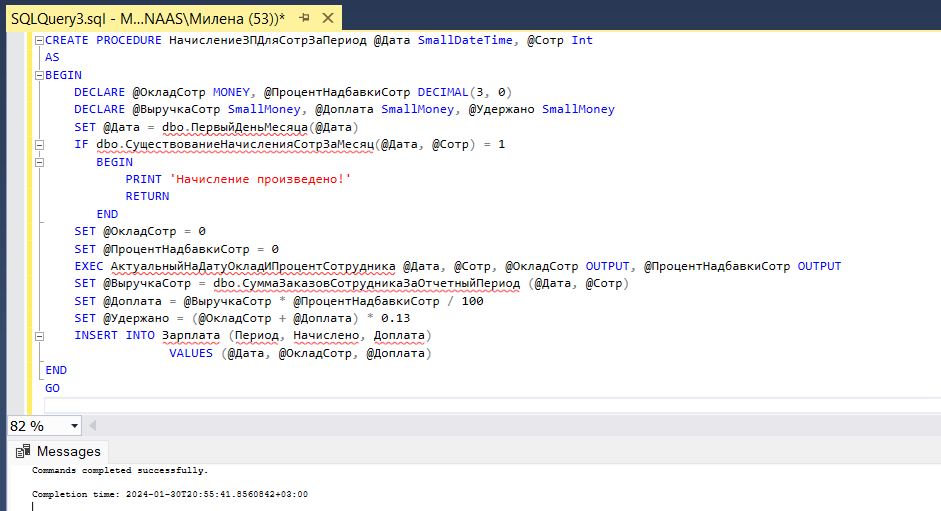 SQLQuery3.sql - M...NAAS\Милена (53))*
CREATE PROCEDURE НачислениеЗПДляСотрЗаПериод @Дата SmallDateTime, @Сотр Int
AS
BEGIN
DECLARE @ОкладСотр MONEY, @ПроцентНадбавкиСотр DECIMAL(3, 0)
DECLARE @ВыручкаСотр SmallMoney, @Доплата SmallMoney, @Удержано SmallMoney
SET @Дата = dbo.ПервыйДеньМесяца(@Дата)
IF dbo.СуществованиеНачисленияСотрЗаМесяц(@Дата, @Сотр) = 1
BEGIN
PRINT 'Начисление произведено!'
RETURN
END
SET @ОкладСотр = 0
SET @ПроцентНадбавкиСотр = 0
EXEC АктуальныйНаДатуОкладИПроцентСотрудника @Дата, @Сотр, @ОкладСотр OUTPUT, @ПроцентНадбавкиСотр OUTPUT
SET @ВыручкаСотр = dbo.СуммаЗаказовСотрудникаЗаОтчетныйПериод (@Дата, @Сотр)
SET @Доплата = @ВыручкаСотр * @ПроцентНадбавкиСотр / 100
SET @Удержано = (@ОкладСотр + @Доплата) * 0.13
INSERT INTO Зарплата (Период, Начислено, Доплата)
VALUES (@Дата, @ОкладСотр, @Доплата)
END
GO
82 %
Messages
Commands completed successfully.
Completion time: 2024-01-30T20:55:41.8560842+03:00